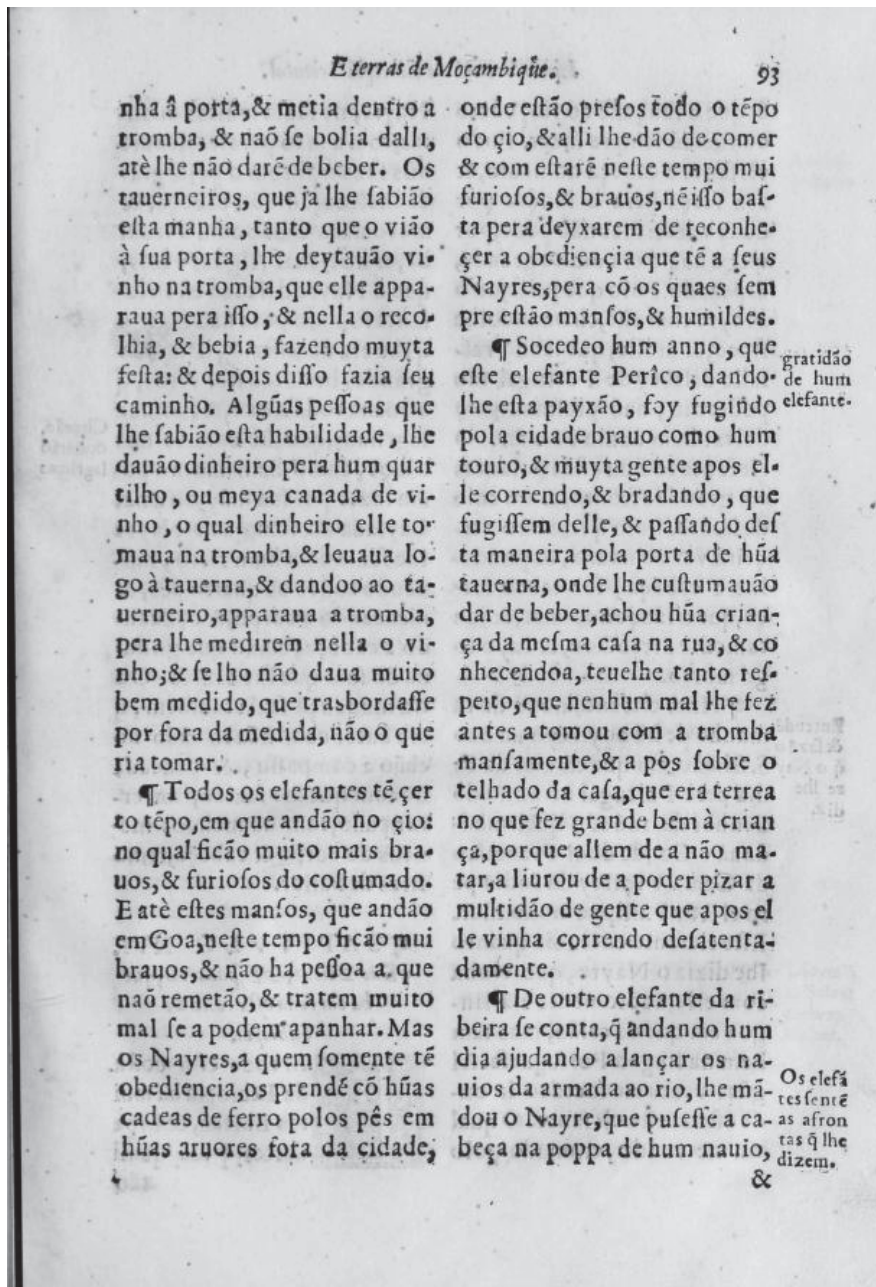 E terras de Moçambique.
93
nha â porta,& metia dentro a
tromba, & naõ ſe bolia dalli,
atè lhe não darẽ de beber. Os
tauerneiros, que ja lhe ſabião
eſta manha, tanto que o vião
à ſua porta, lhe deytauão vi-
nho na tromba, que elle appa-
raua pera iſſo, & nella o reco-
lhia, & bebia, fazendo muyta
feſta: & depois diſſo fazia ſeu
caminho. Algũas peſſoas que
lhe ſabião eſta habilidade, lhe
dauão dinheiro pera hum quar
tilho, ou meya canada de vi-
nho, o qual dinheiro elle to-
maua na tromba,& leuaua lo-
go à tauerna,& dandoo ao ta-
uerneiro,apparaua a tromba,
pera lhe medirem nella o vi-
nho;& ſe lho não daua muito
bem medido, que trasbordaſſe
por fora da medida, não o que
ria tomar.
¶ Todos os elefantes tẽ çer
to tẽpo,em que andão no çio:
no qual ficão muito mais bra-
uos,& furioſos do coſtumado.
E atè eſtes manſos, que andão
em Goa,neſte tempo ficão mui
brauos,& não ha peſſoa a que
naõ remetão,& tratem muito
mal ſe a podem apanhar. Mas
os Nayres,a quem ſomente tẽ
obediencia,os prendẽ cõ hũas
cadeas de ferro polos pês em
hũas aruores fora da cidade,
onde eſtão preſos todo o tẽpo
do çio,&alli lhe dão de comer
& com eſtarẽ neſte tempo mui
furioſos,& brauos,nẽ iſſo baſ-
ta pera deyxarem de reconhe-
çer a obediençia que tẽ a ſeus
Nayres,pera cõ os quaes ſem
pre eſtão manſos,& humildes.
¶ Socedeo hum anno, que
eſte elefante Perîco, dando-
lhe eſta payxão, foy fugindo
pola cidade brauo como hum
touro,& muyta gente apos el-
le correndo,& bradando, que
fugiſſem delle, & paſſando deſ
ta maneira pola porta de hũa
tauerna, onde lhe cuſtumauão
dar de beber,achou hũa crian-
ça da meſma caſa na rua,& co
nhecendoa, teuelhe tanto reſ-
peito,que nenhum mal lhe fez
antes a tomou com a tromba
manſamente,& a pòs ſobre o
telhado da caſa,que era terrea
no que fez grande bem à crian
ça,porque allem de a não ma-
tar,a liurou de a poder pizar a
multidão de gente que apos el
le vinha correndo deſatenta-
damente.
¶ De outro elefante da ri-
beira ſe conta,q̃ andando hum
dia ajudando a lançar os na-
uios da armada ao rio, lhe mã-
dou o Nayre,que puſeſſe a ca-
beça na poppa de hum nauio,
&
gratidão
de hum
elefante.
Os elefã
tes ſentẽ
as afron
tas q̃ lhe
dizem.